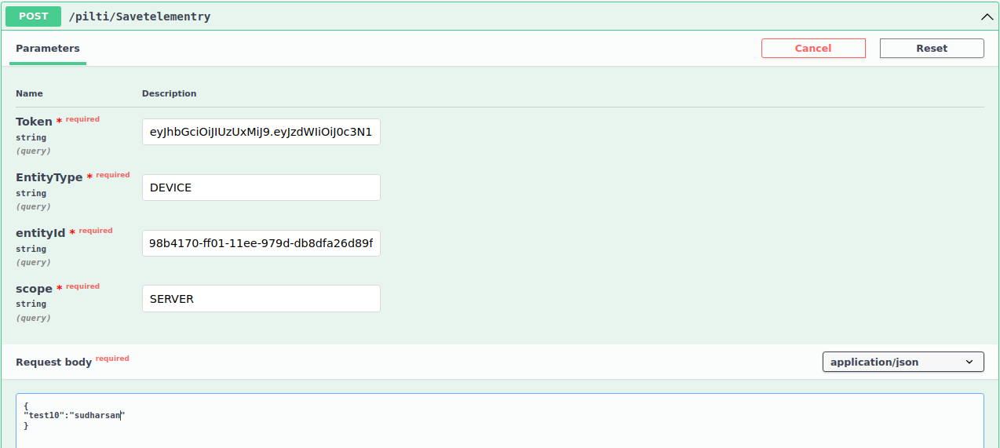 POST /pilti/Savetelementry
Parameters Cancel Reset
Name Description
Token * required eyJhbGciOiJIUzUxMiJ9.eyJzdWIiOiJ0c3N1
string
(query)
EntityType * required DEVICE
string
(query)
entityId * required 98b4170-ff01-11ee-979d-db8dfa26d89f
string
(query)
scope * required SERVER
string
(query)
Request body required application/json
{
"test10":"sudharsan"
}